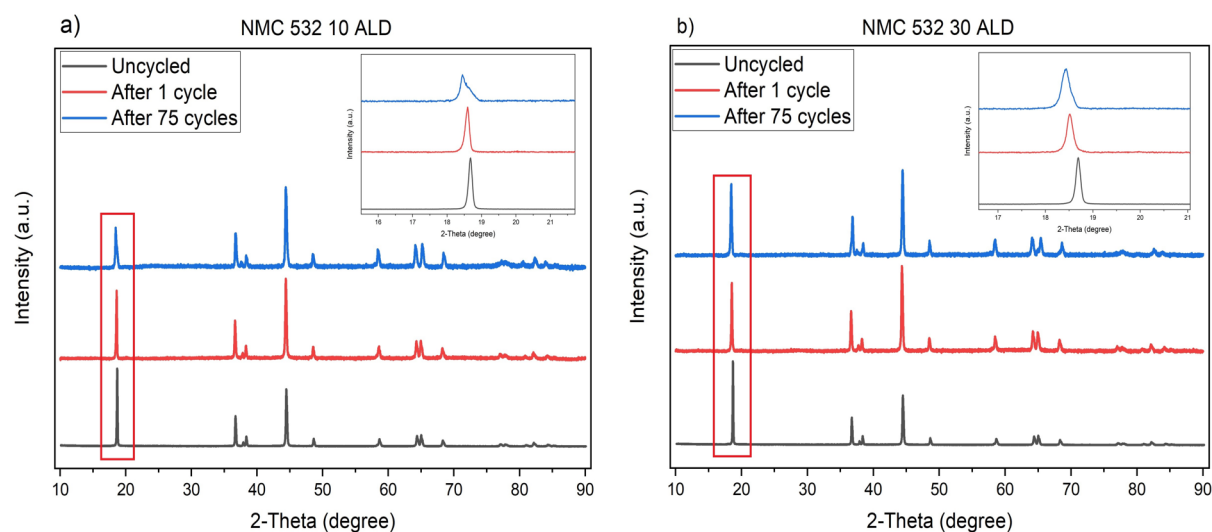 a)
NMC 532 10 ALD
Uncycled
After 1 cycle
After 75 cycles
Intensity (a.u.)
16 17 18 19 20 21
2-Theta (degree)
Intensity (a.u.)
10 20 30 40 50 60 70 80 90
2-Theta (degree)
b)
NMC 532 30 ALD
Uncycled
After 1 cycle
After 75 cycles
Intensity (a.u.)
17 18 19 20 21
2-Theta (degree)
Intensity (a.u.)
10 20 30 40 50 60 70 80 90
2-Theta (degree)